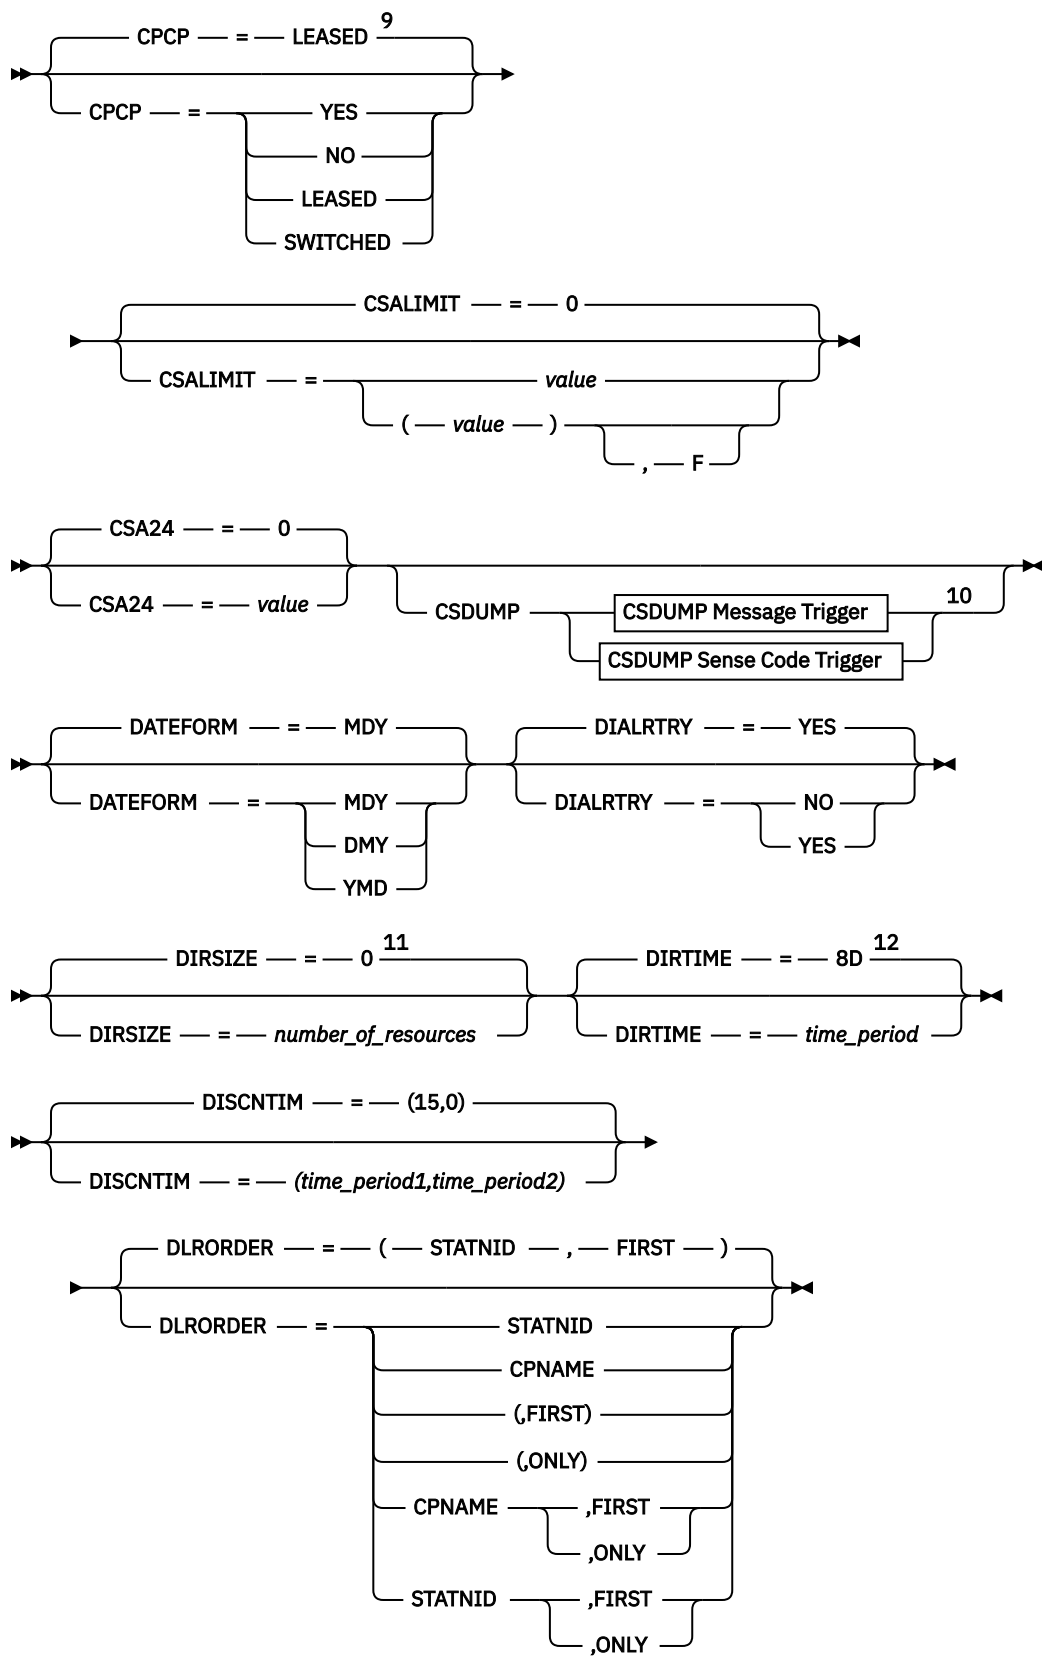 CPCP = LEASED 9
CPCP = YES
NO
LEASED
SWITCHED
CSALIMIT = 0
CSALIMIT = value
( value )
, F
CSA24 = 0
CSA24 = value
CSDUMP CSDUMP Message Trigger 10
CSDUMP Sense Code Trigger
DATEFORM = MDY DIALRTRY = YES
DATEFORM = MDY DIALRTRY = NO
DMY YES
YMD
DIRSIZE = 0 11 DIRTIME = 8D 12
DIRSIZE = number_of_resources DIRTIME = time_period
DISCNTIM = (15,0)
DISCNTIM = (time_period1,time_period2)
DLRORDER = ( STATNID , FIRST )
DLRORDER = STATNID
CPNAME
(,FIRST)
(,ONLY)
CPNAME ,FIRST
,ONLY
STATNID ,FIRST
,ONLY